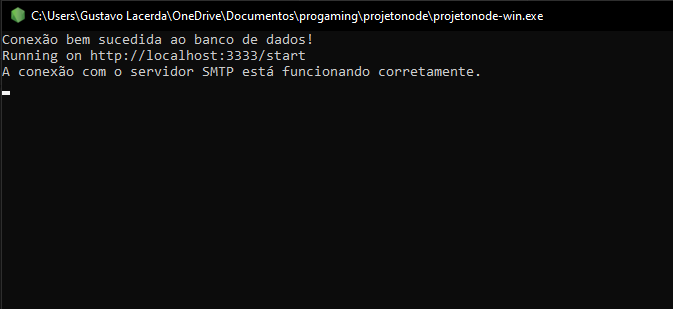 C:\Users\Gustavo Lacerda\OneDrive\Documentos\progaming\projetonode\projetonode-win.exe
Conexão bem sucedida ao banco de dados!
Running on http://localhost:3333/start
A conexão com o servidor SMTP está funcionando corretamente.